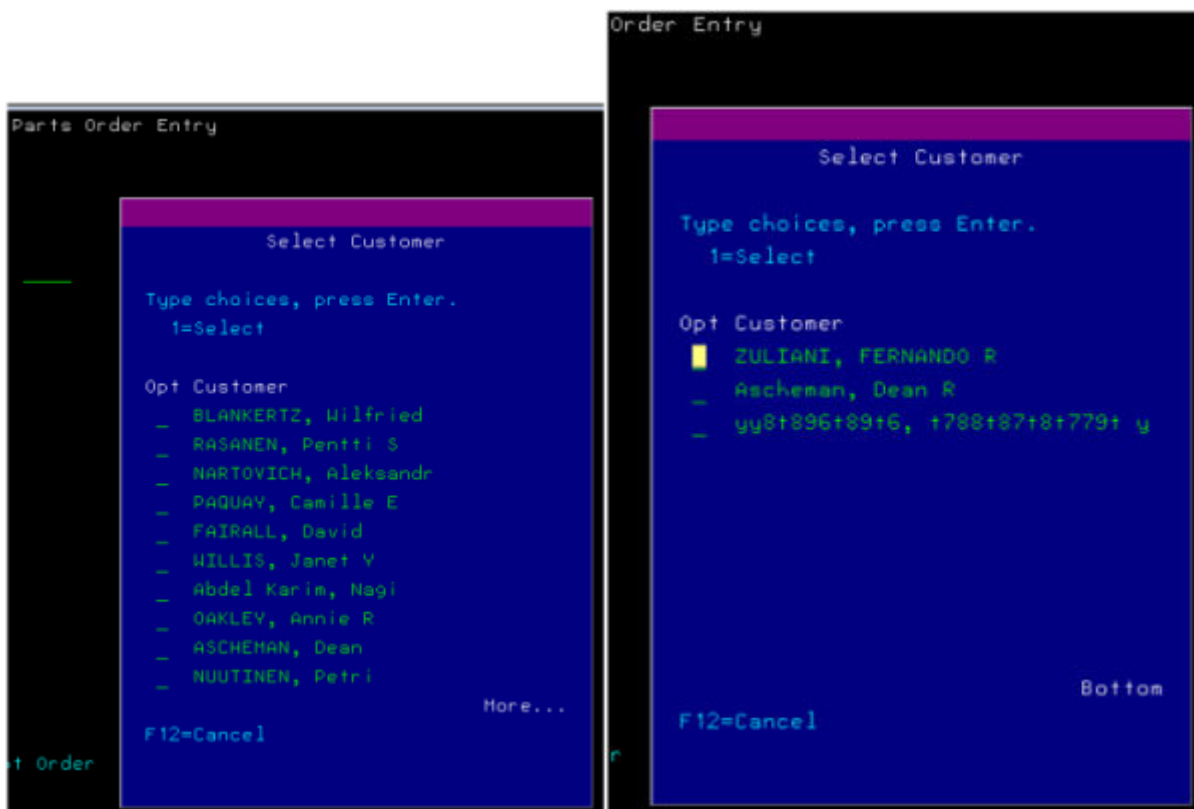 Parts Order Entry
Select Customer
Type choices, press Enter.
1=Select
Opt Customer
_ BLANKERTZ, Wilfried
_ RASANEN, Pentti S
_ NARTOVICH, Aleksandr
_ PAQUAY, Camille E
_ FAIRALL, David
_ WILLIS, Janet Y
_ Abdel Karim, Nagi
_ OAKLEY, Annie R
_ ASCHEMAN, Dean
_ NUUTINEN, Petri
More...
F12=Cancel
t Order
Order Entry
Select Customer
Type choices, press Enter.
1=Select
Opt Customer
ZULIANI, FERNANDO R
_ Ascheman, Dean R
_ yy8t896t89t6, t788t87t8t779t y
Bottom
F12=Cancel
r